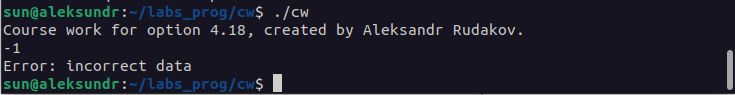 sun@aleksundr:~/labs_prog/cw$ ./cw
Course work for option 4.18, created by Aleksandr Rudakov.
-1
Error: incorrect data
sun@aleksundr:~/labs_prog/cw$